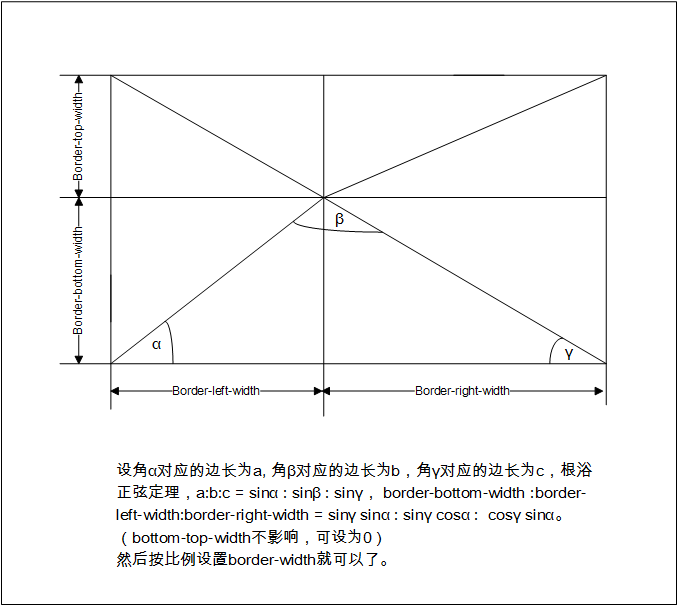 Border-top-width
Border-bottom-width
β
α
γ
Border-left-width
Border-right-width
设角α对应的边长为a, 角β对应的边长为b，角γ对应的边长为c，根浴
正弦定理，a:b:c = sinα : sinβ : sinγ ，border-bottom-width :border-
left-width:border-right-width = sinγ sinα : sinγ cosα： cosγ sinα。
（bottom-top-width不影响，可设为0）
然后按比例设置border-width就可以了。